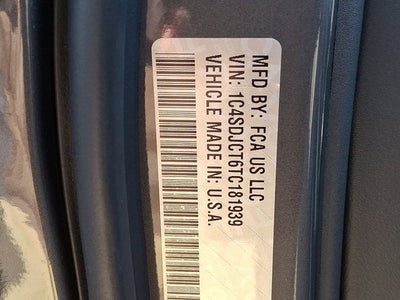 MFD BY: FCA US LLC
VIN: 1C4SDJCT6TC181939
VEHICLE MADE IN: U.S.A.